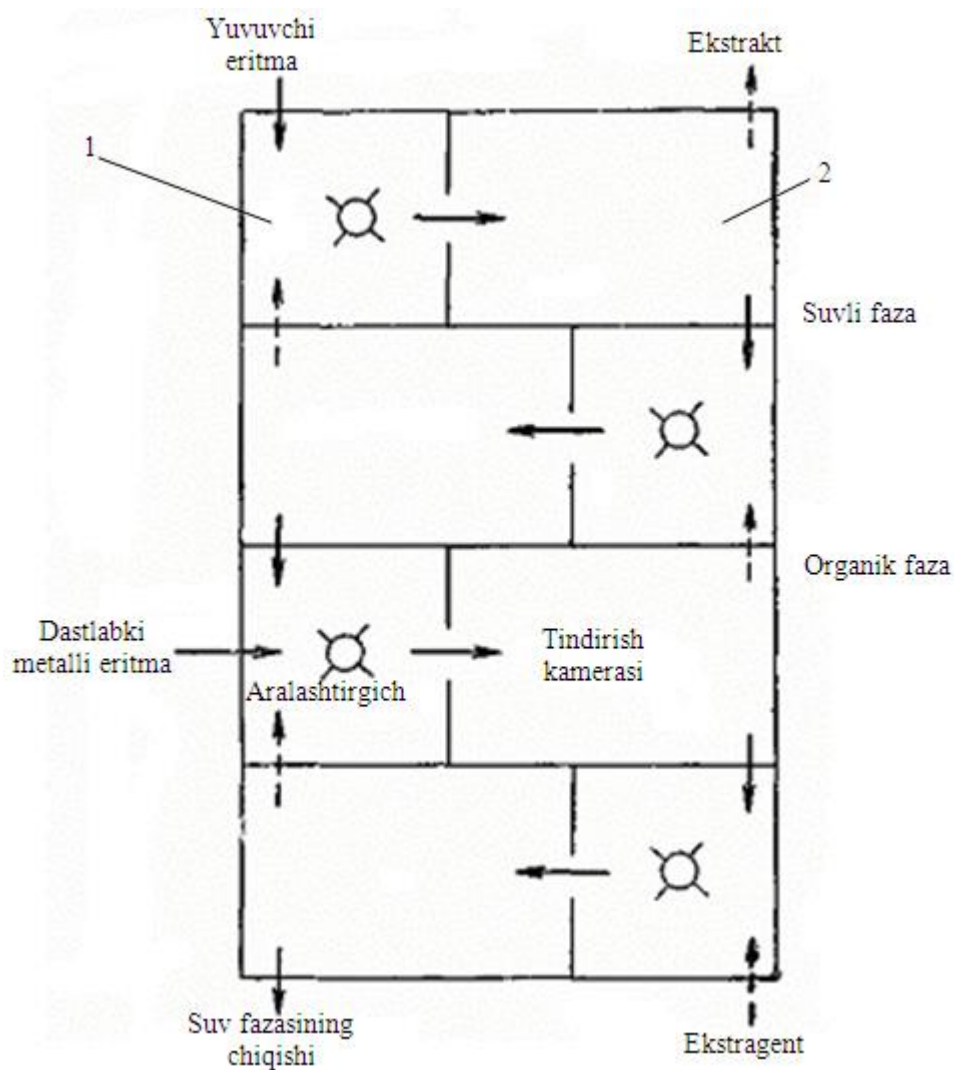 Yuvuvchi
eritma
Ekstrakt
1
2
Suvli faza
Organik faza
Dastlabki
metalli eritma
Aralashtirgich
Tindirish
kamerasi
Suv fazasining
chiqishi
Ekstragent